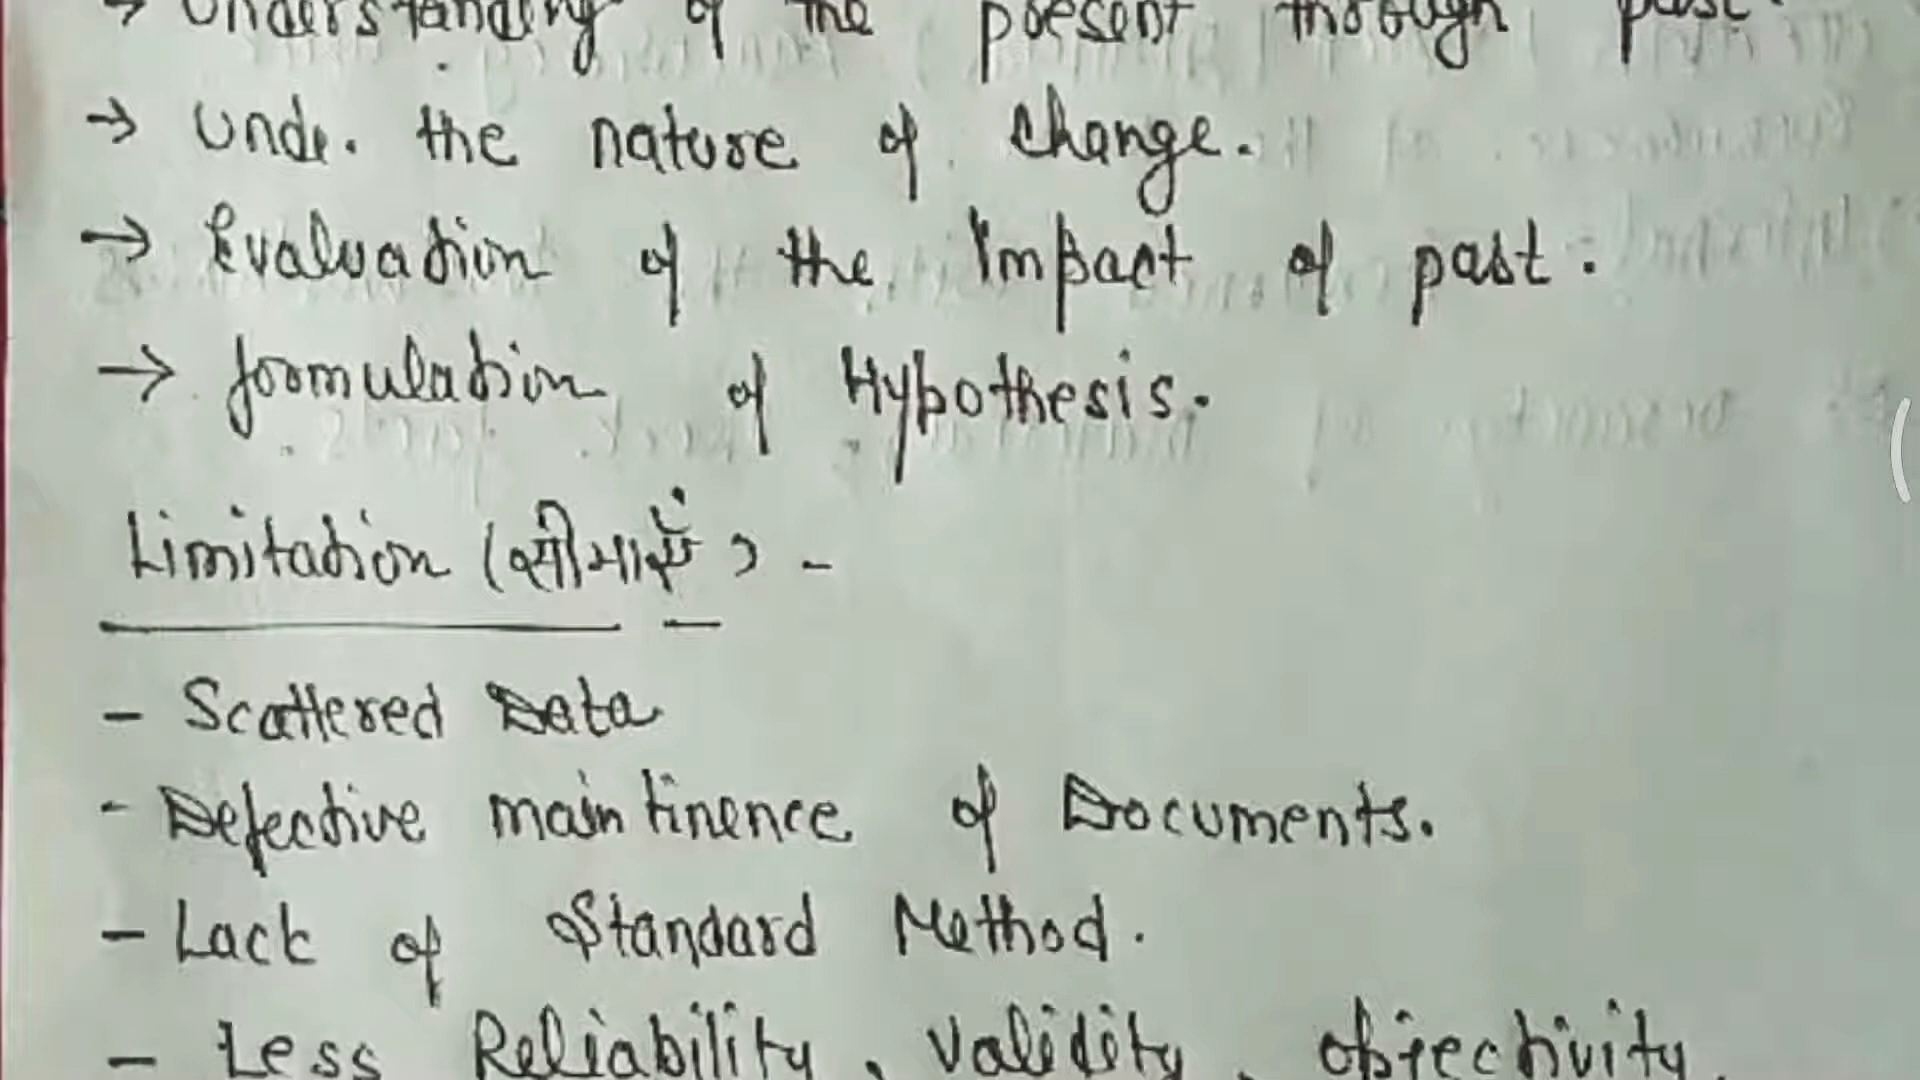 → Understanding of the present through past.
→ Unde. the nature of change.
→ Evaluation of the Impact of past.
→ formulation of Hypothesis.
Limitation (सीमाएँ) -
- Scattered Data
- Defective maintinence of Documents.
- Lack of Standard Method.
- Less Reliability, Validity, objectivity.